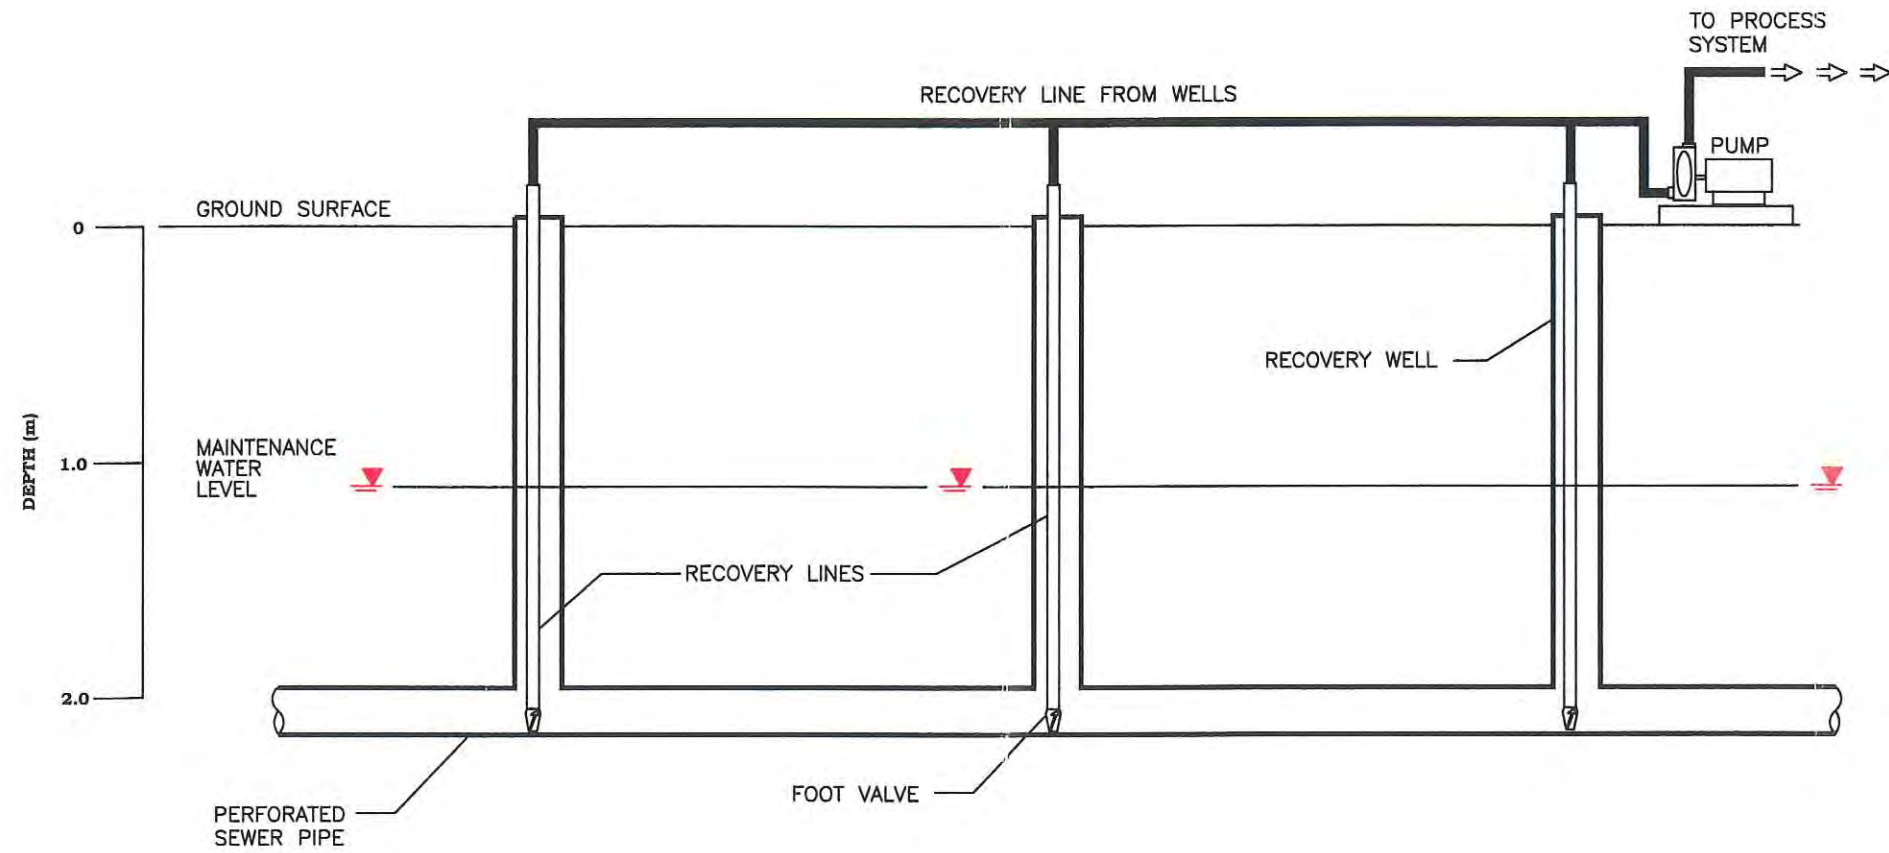 TO PROCESS
SYSTEM
RECOVERY LINE FROM WELLS
PUMP
GROUND SURFACE
0
RECOVERY WELL
DEPTH (m)
1.0
MAINTENANCE
WATER
LEVEL
RECOVERY LINES
2.0
FOOT VALVE
PERFORATED
SEWER PIPE